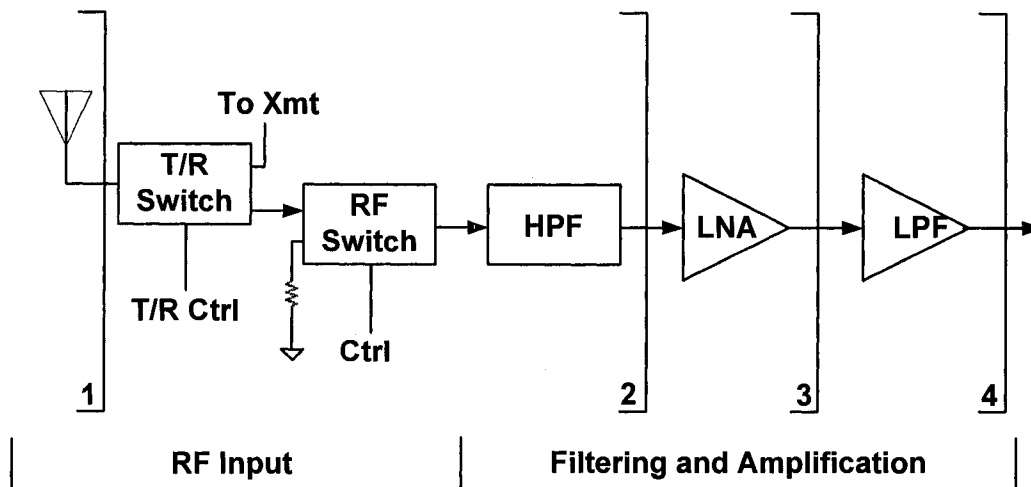 To Xmt
T/R
Switch
RF
Switch
HPF
LNA
LPF
T/R Ctrl
Ctrl
1
2
3
4
RF Input
Filtering and Amplification